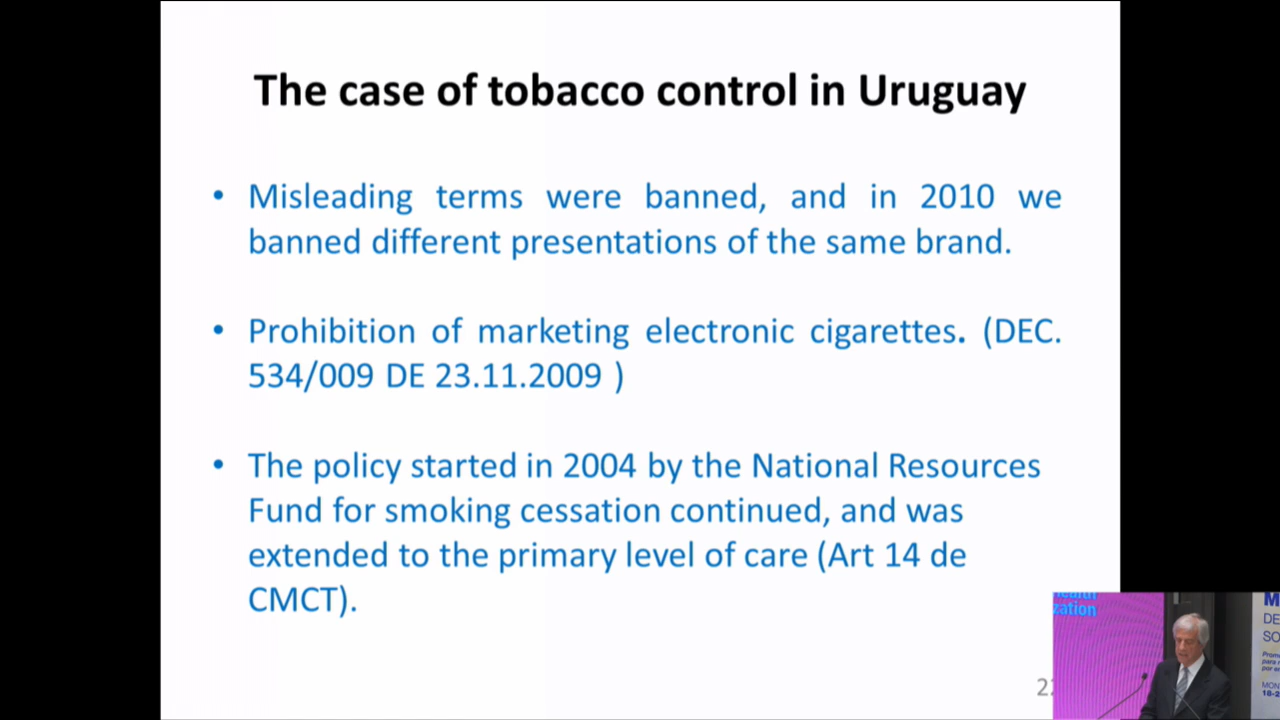 The case of tobacco control in Uruguay
• Misleading terms were banned, and in 2010 we
banned different presentations of the same brand.
• Prohibition of marketing electronic cigarettes. (DEC.
534/009 DE 23.11.2009 )
• The policy started in 2004 by the National Resources
Fund for smoking cessation continued, and was
extended to the primary level of care (Art 14 de
CMCT).